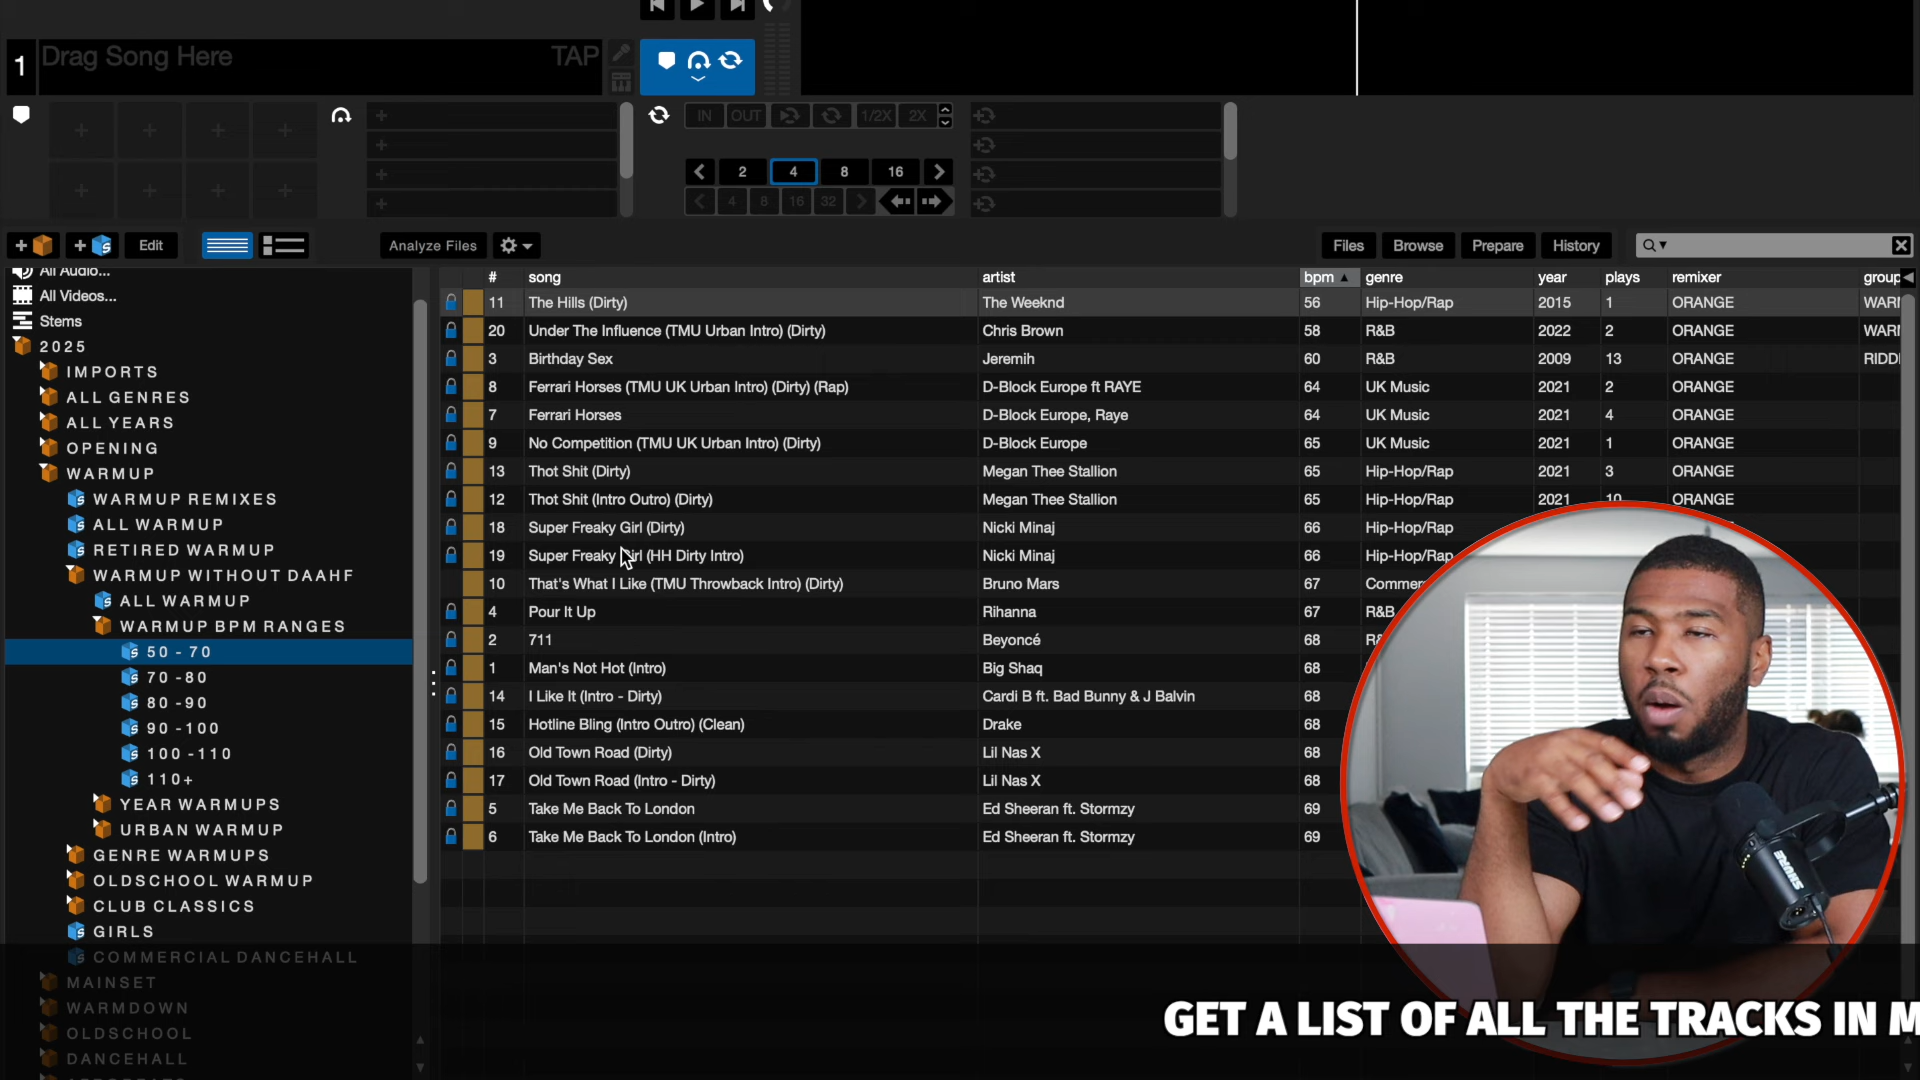 1 Drag Song Here TAP
IN OUT 1/2X 2X
2 4 8 16
4 8 16 32
Edit Analyze Files Files Browse Prepare History
# song artist bpm genre year plays remixer group
All Audio...
All Videos...
Stems
2025
IMPORTS
ALL GENRES
ALL YEARS
OPENING
WARMUP
WARMUP REMIXES
ALL WARMUP
RETIRED WARMUP
WARMUP WITHOUT DAAHF
ALL WARMUP
WARMUP BPM RANGES
50 - 70
70 -80
80 -90
90 -100
100 -110
110+
YEAR WARMUPS
URBAN WARMUP
GENRE WARMUPS
OLDSCHOOL WARMUP
CLUB CLASSICS
GIRLS
COMMERCIAL DANCEHALL
MAINSET
WARMDOWN
OLDSCHOOL
DANCEHALL
11 The Hills (Dirty) The Weeknd 56 Hip-Hop/Rap 2015 1 ORANGE WARM
20 Under The Influence (TMU Urban Intro) (Dirty) Chris Brown 58 R&B 2022 2 ORANGE WARM
3 Birthday Sex Jeremih 60 R&B 2009 13 ORANGE RIDDI
8 Ferrari Horses (TMU UK Urban Intro) (Dirty) (Rap) D-Block Europe ft RAYE 64 UK Music 2021 2 ORANGE
7 Ferrari Horses D-Block Europe, Raye 64 UK Music 2021 4 ORANGE
9 No Competition (TMU UK Urban Intro) (Dirty) D-Block Europe 65 UK Music 2021 1 ORANGE
13 Thot Shit (Dirty) Megan Thee Stallion 65 Hip-Hop/Rap 2021 3 ORANGE
12 Thot Shit (Intro Outro) (Dirty) Megan Thee Stallion 65 Hip-Hop/Rap 2021 10 ORANGE
18 Super Freaky Girl (Dirty) Nicki Minaj 66 Hip-Hop/Rap
19 Super Freaky Girl (HH Dirty Intro) Nicki Minaj 66 Hip-Hop/Rap
10 That's What I Like (TMU Throwback Intro) (Dirty) Bruno Mars 67 Commer
4 Pour It Up Rihanna 67 R&B
2 711 Beyoncé 68 R&
1 Man's Not Hot (Intro) Big Shaq 68
14 I Like It (Intro - Dirty) Cardi B ft. Bad Bunny & J Balvin 68
15 Hotline Bling (Intro Outro) (Clean) Drake 68
16 Old Town Road (Dirty) Lil Nas X 68
17 Old Town Road (Intro - Dirty) Lil Nas X 68
5 Take Me Back To London Ed Sheeran ft. Stormzy 69
6 Take Me Back To London (Intro) Ed Sheeran ft. Stormzy 69
SHURE
GET A LIST OF ALL THE TRACKS IN M